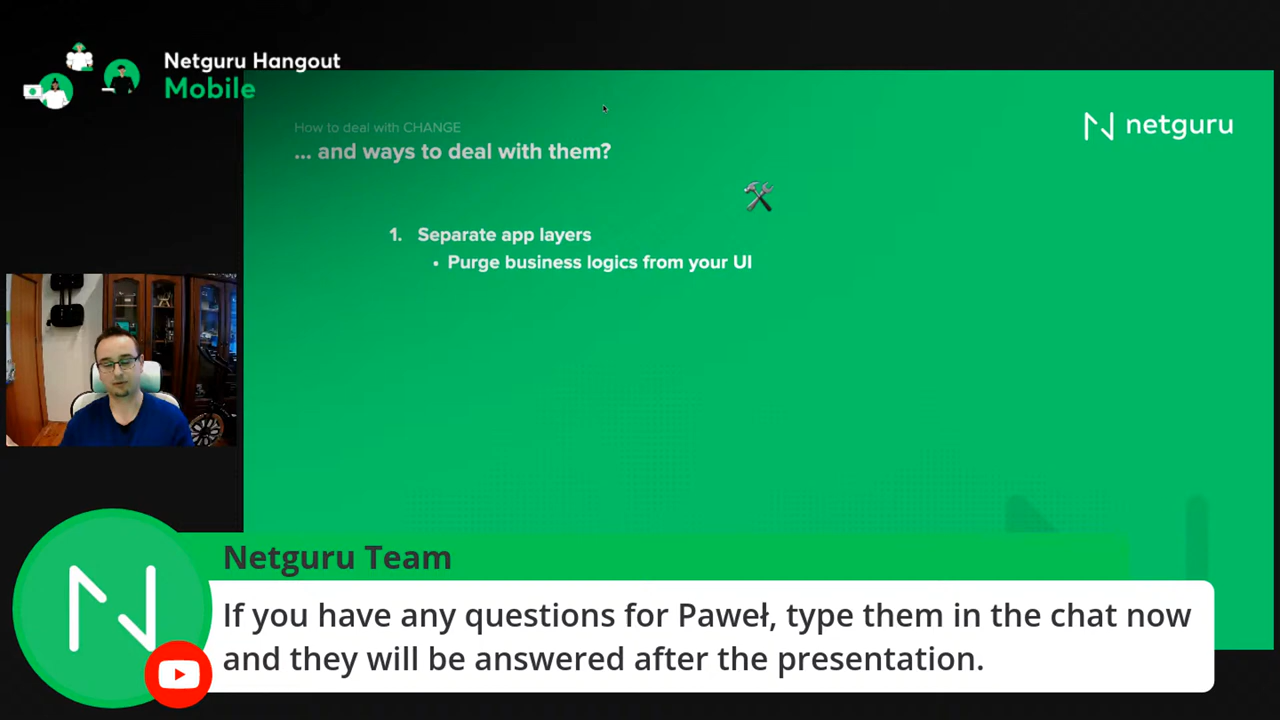 Netguru Hangout
Mobile
How to deal with CHANGE
... and ways to deal with them?
netguru
1. Separate app layers
• Purge business logics from your UI
Netguru Team
If you have any questions for Paweł, type them in the chat now
and they will be answered after the presentation.